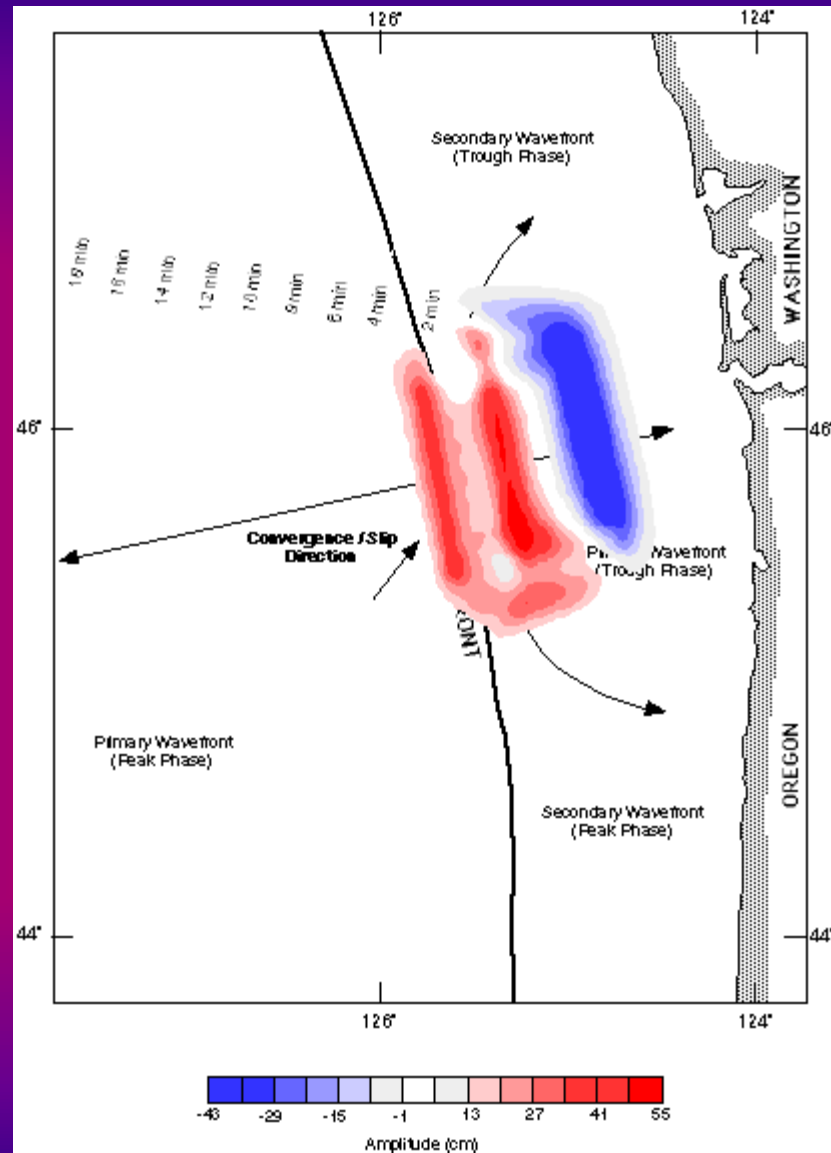 126°
124°
Secondary Wavefront
(Trough Phase)
WASHINGTON
18 min
16 min
14 min
12 min
10 min
8 min
6 min
4 min
2 min
46°
46°
Convergence / Slip
Direction
Wavefront
(Trough Phase)
Primary Wavefront
(Peak Phase)
OREGON
Secondary Wavefront
(Peak Phase)
44°
44°
126°
124°
-43 -29 -15 -1 13 27 41 55
Amplitude (cm)